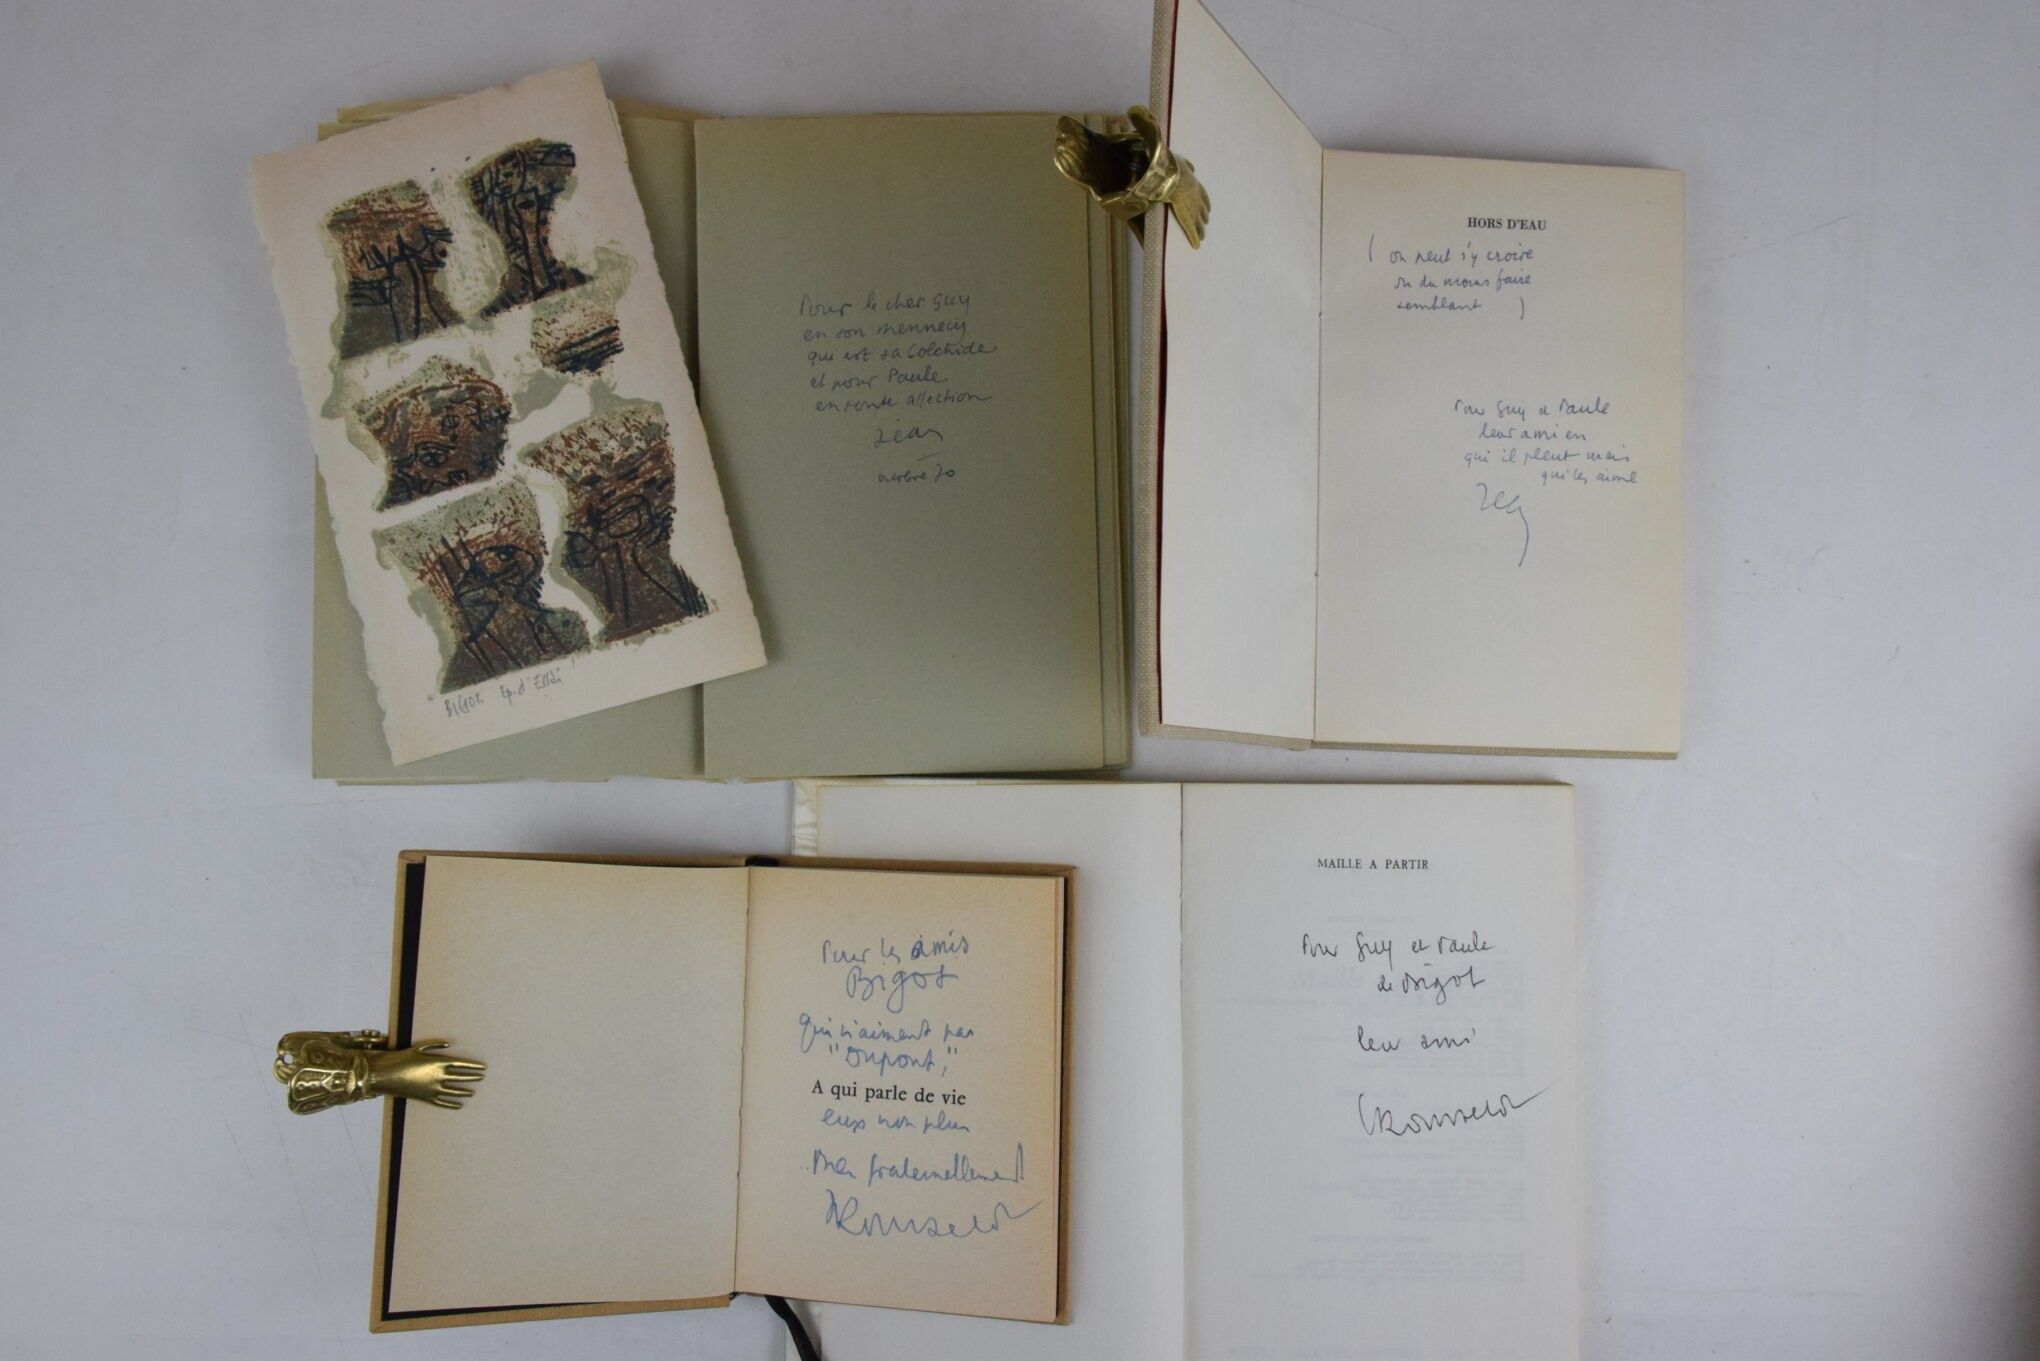 BIGOT. Ep. d'Essai
Pour le cher Guy
en son mennecy
qui est sa Colchide
et pour Paule
en toute affection
Jean
octobre 70
HORS D'EAU
( on peut s'y croire
ou du moins faire
semblant )
Pour Guy et Paule
leur ami en
qui il pleut mais
qui les aime
Jean
Pour les amis
Bigot
qui n'aiment pas
"Dupont,"
A qui parle de vie
eux non plus
Bien fraternellement
JRousselot
MAILLE A PARTIR
Pour Guy et Paule
de Bigot
leur ami
JRousselot